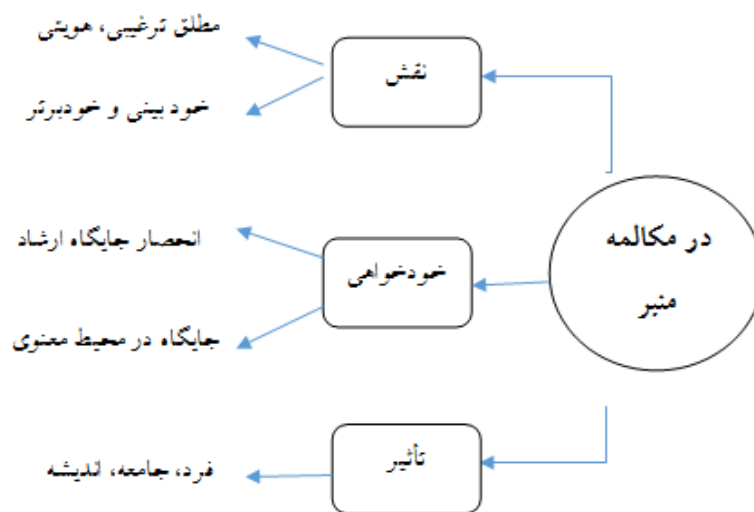 مطلق ترغیبی، هویتی
نقش
خود بینی و خودبرتر
در مکالمه
منبر
انحصار جایگاه ارشاد
خودخواهی
جایگاه در محیط معنوی
تأثیر
فرد، جامعه، اندیشه